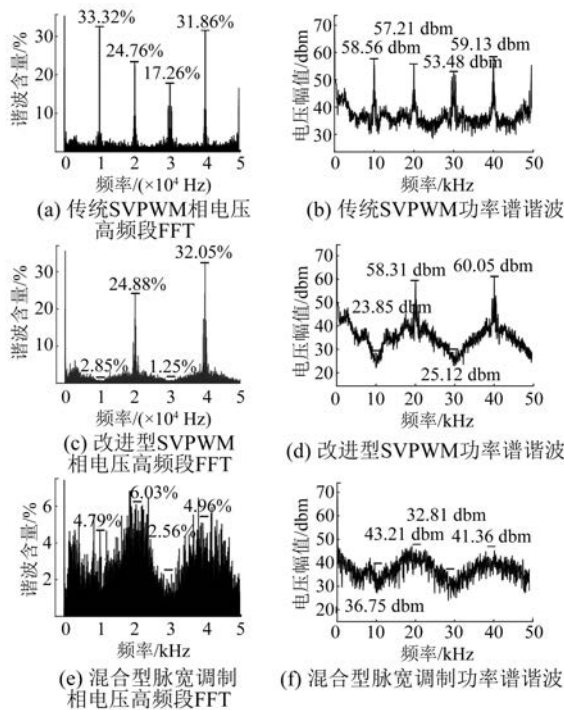 33.32%
31.86%
24.76%
17.26%
谐波含量/%
30
20
10
0 1 2 3 4 5
频率/(×10⁴ Hz)
(a) 传统SVPWM相电压
高频段FFT
57.21 dbm
59.13 dbm
58.56 dbm
53.48 dbm
电压幅值/dbm
70
60
50
40
30
0 10 20 30 40 50
频率/kHz
(b) 传统SVPWM功率谱谐波
32.05%
24.88%
2.85%
1.25%
谐波含量/%
30
20
10
0 1 2 3 4 5
频率/(×10⁴ Hz)
(c) 改进型SVPWM
相电压高频段FFT
58.31 dbm
60.05 dbm
23.85 dbm
25.12 dbm
电压幅值/dbm
70
60
50
40
30
20
0 10 20 30 40 50
频率/kHz
(d) 改进型SVPWM功率谱谐波
6.03%
4.96%
4.79%
2.56%
谐波含量/%
6
4
2
0 1 2 3 4 5
频率/kHz
(e) 混合型脉宽调制
相电压高频段FFT
32.81 dbm
43.21 dbm
41.36 dbm
36.75 dbm
电压幅值/dbm
70
60
50
40
30
20
0 10 20 30 40 50
频率/kHz
(f) 混合型脉宽调制功率谱谐波